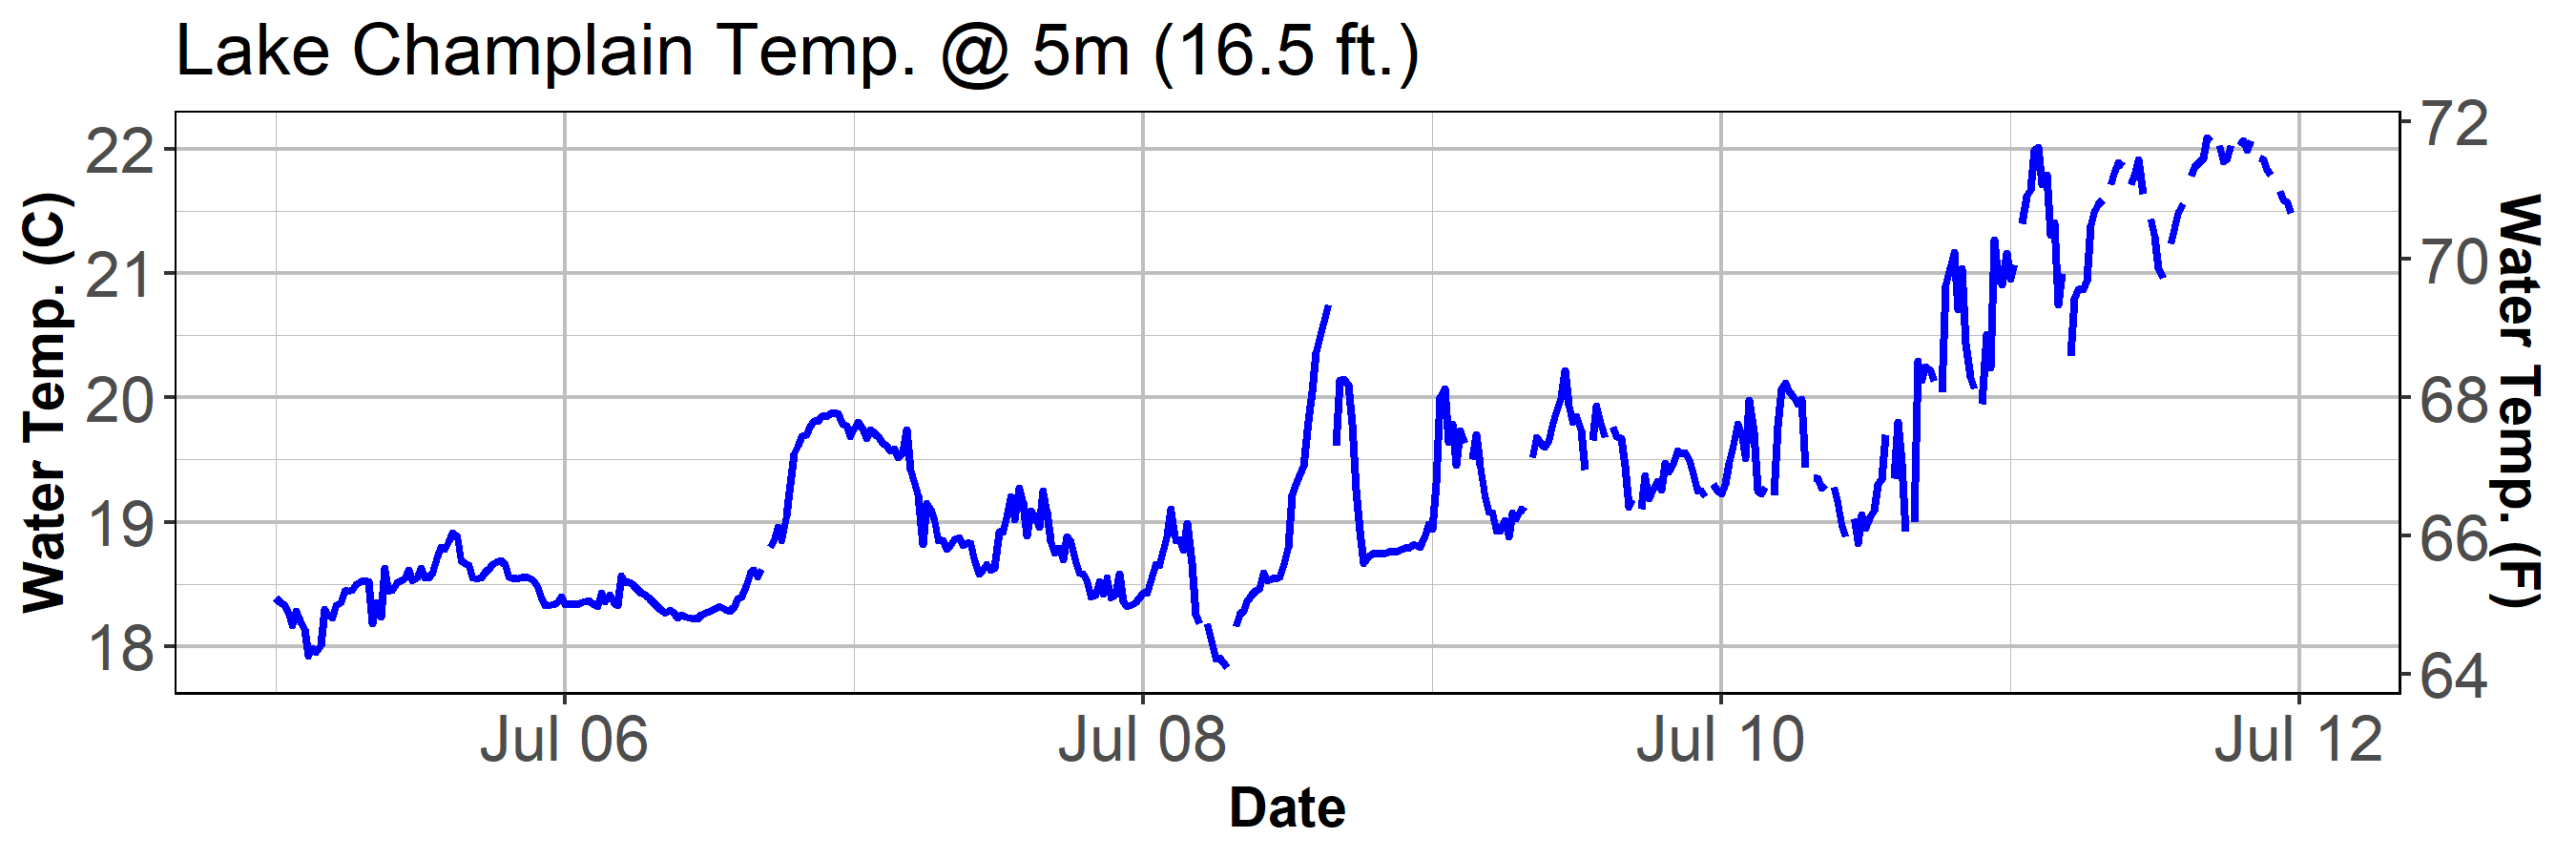 Lake Champlain Temp. @ 5m (16.5 ft.)
Water Temp. (C)
22
21
20
19
18
72
70
68
66
64
Water Temp. (F)
Jul 06
Jul 08
Jul 10
Jul 12
Date